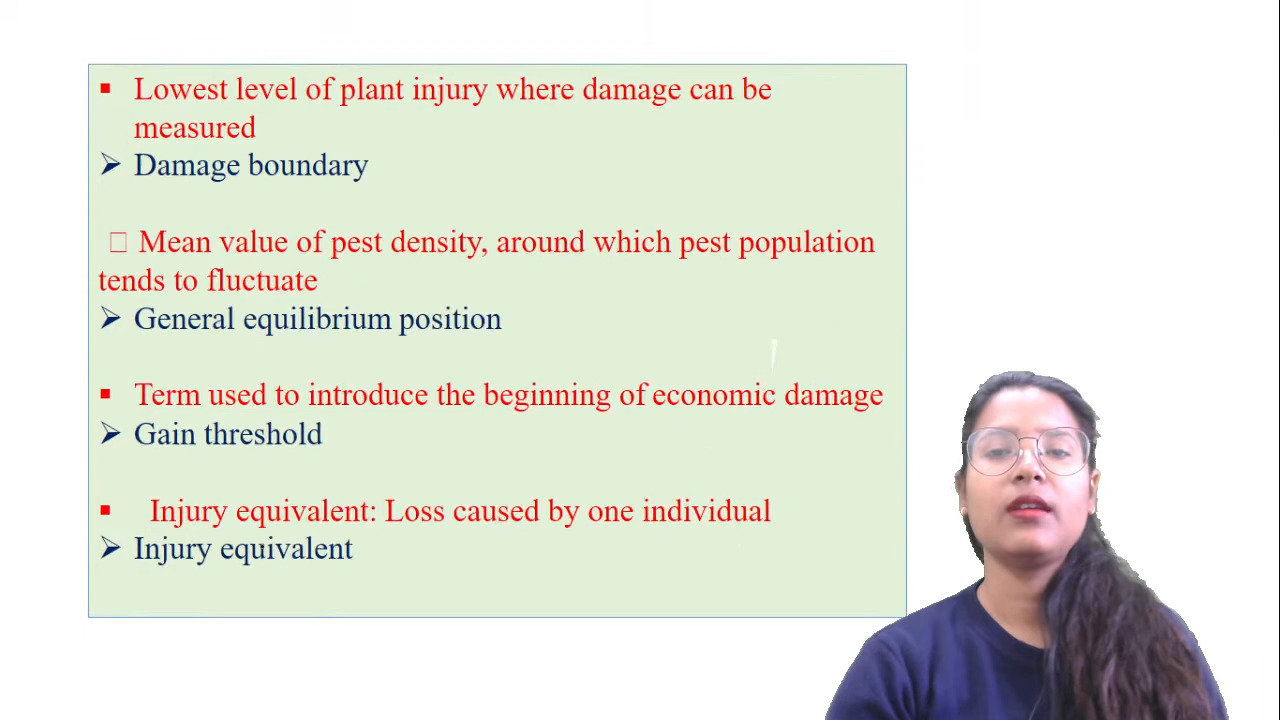 ▪ Lowest level of plant injury where damage can be
measured
➢ Damage boundary
□ Mean value of pest density, around which pest population
tends to fluctuate
➢ General equilibrium position
▪ Term used to introduce the beginning of economic damage
➢ Gain threshold
▪ Injury equivalent: Loss caused by one individual
➢ Injury equivalent